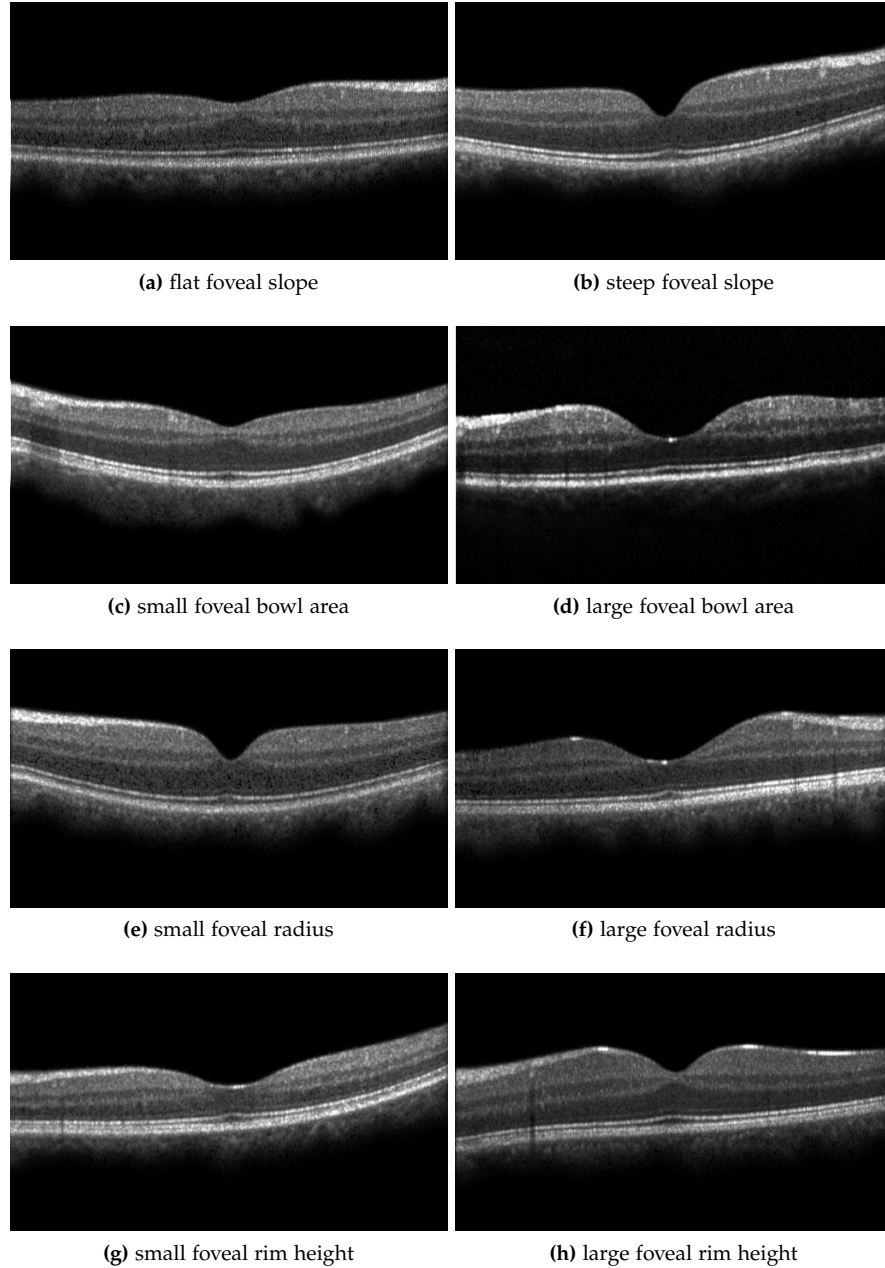 (a) flat foveal slope
(b) steep foveal slope
(c) small foveal bowl area
(d) large foveal bowl area
(e) small foveal radius
(f) large foveal radius
(g) small foveal rim height
(h) large foveal rim height